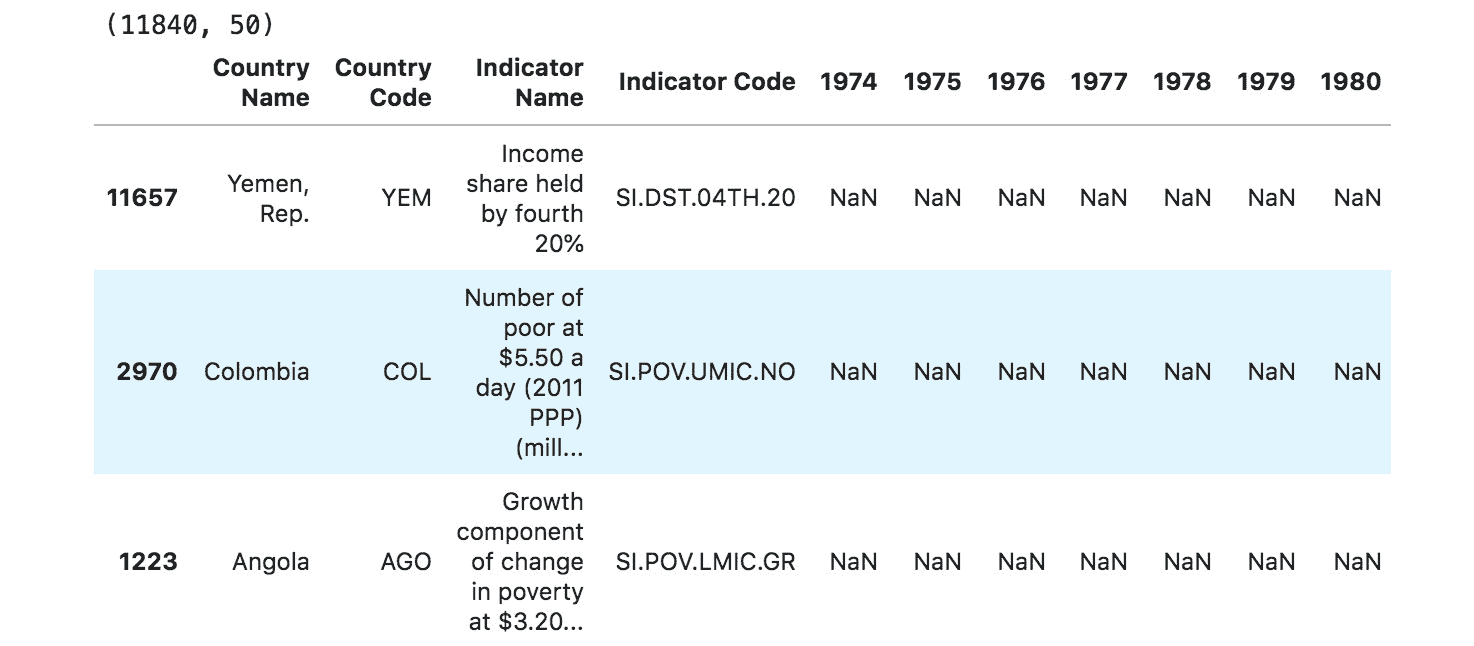 (11840, 50)
Country Name Country Code Indicator Name Indicator Code 1974 1975 1976 1977 1978 1979 1980
11657 Yemen, Rep. YEM Income share held by fourth 20% SI.DST.04TH.20 NaN NaN NaN NaN NaN NaN NaN
2970 Colombia COL Number of poor at $5.50 a day (2011 PPP) (mill... SI.POV.UMIC.NO NaN NaN NaN NaN NaN NaN NaN
1223 Angola AGO Growth component of change in poverty at $3.20... SI.POV.LMIC.GR NaN NaN NaN NaN NaN NaN NaN